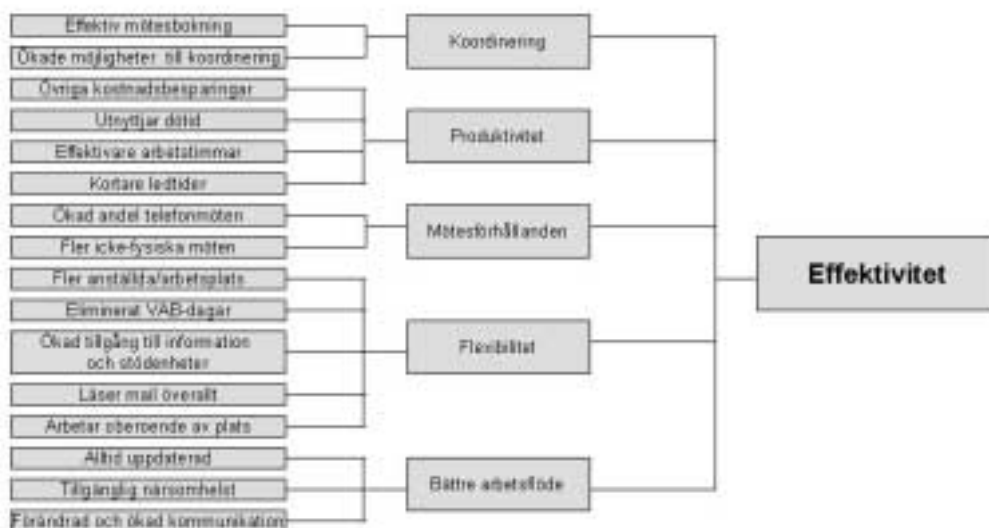 Effektiv mötesbokning
Ökade möjligheter till koordinering
Övriga kostnadsbesparingar
Utnyttjar dötid
Effektivare arbetstimmar
Kortare ledtider
Ökad andel telefonmöten
Fler icke-fysiska möten
Fler anställda/arbetsplats
Eliminerat VAB-dagar
Ökad tillgång till information
och stödenheter
Läser mail överallt
Arbetar oberoende av plats
Alltid uppdaterad
Tillgänglig närsomhelst
Förändrad och ökad kommunikation
Koordinering
Produktivitet
Mötesförhållanden
Flexibilitet
Bättre arbetsflöde
Effektivitet